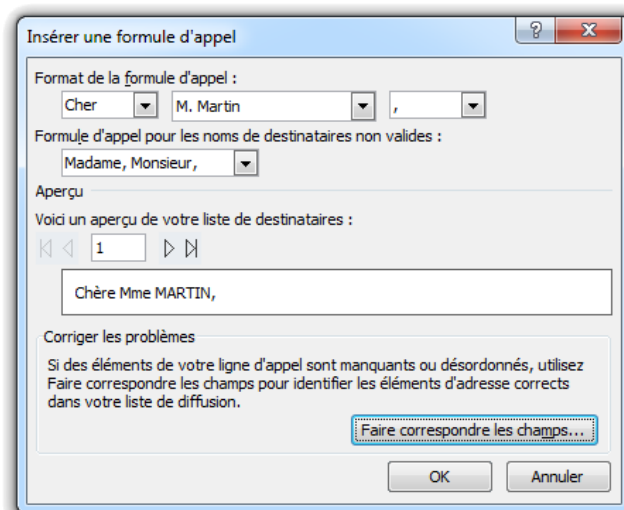 Insérer une formule d'appel
Format de la formule d'appel :
Cher M. Martin ,
Formule d'appel pour les noms de destinataires non valides :
Madame, Monsieur,
Aperçu
Voici un aperçu de votre liste de destinataires :
1
Chère Mme MARTIN,
Corriger les problèmes
Si des éléments de votre ligne d'appel sont manquants ou désordonnés, utilisez
Faire correspondre les champs pour identifier les éléments d'adresse corrects
dans votre liste de diffusion.
Faire correspondre les champs...
OK Annuler